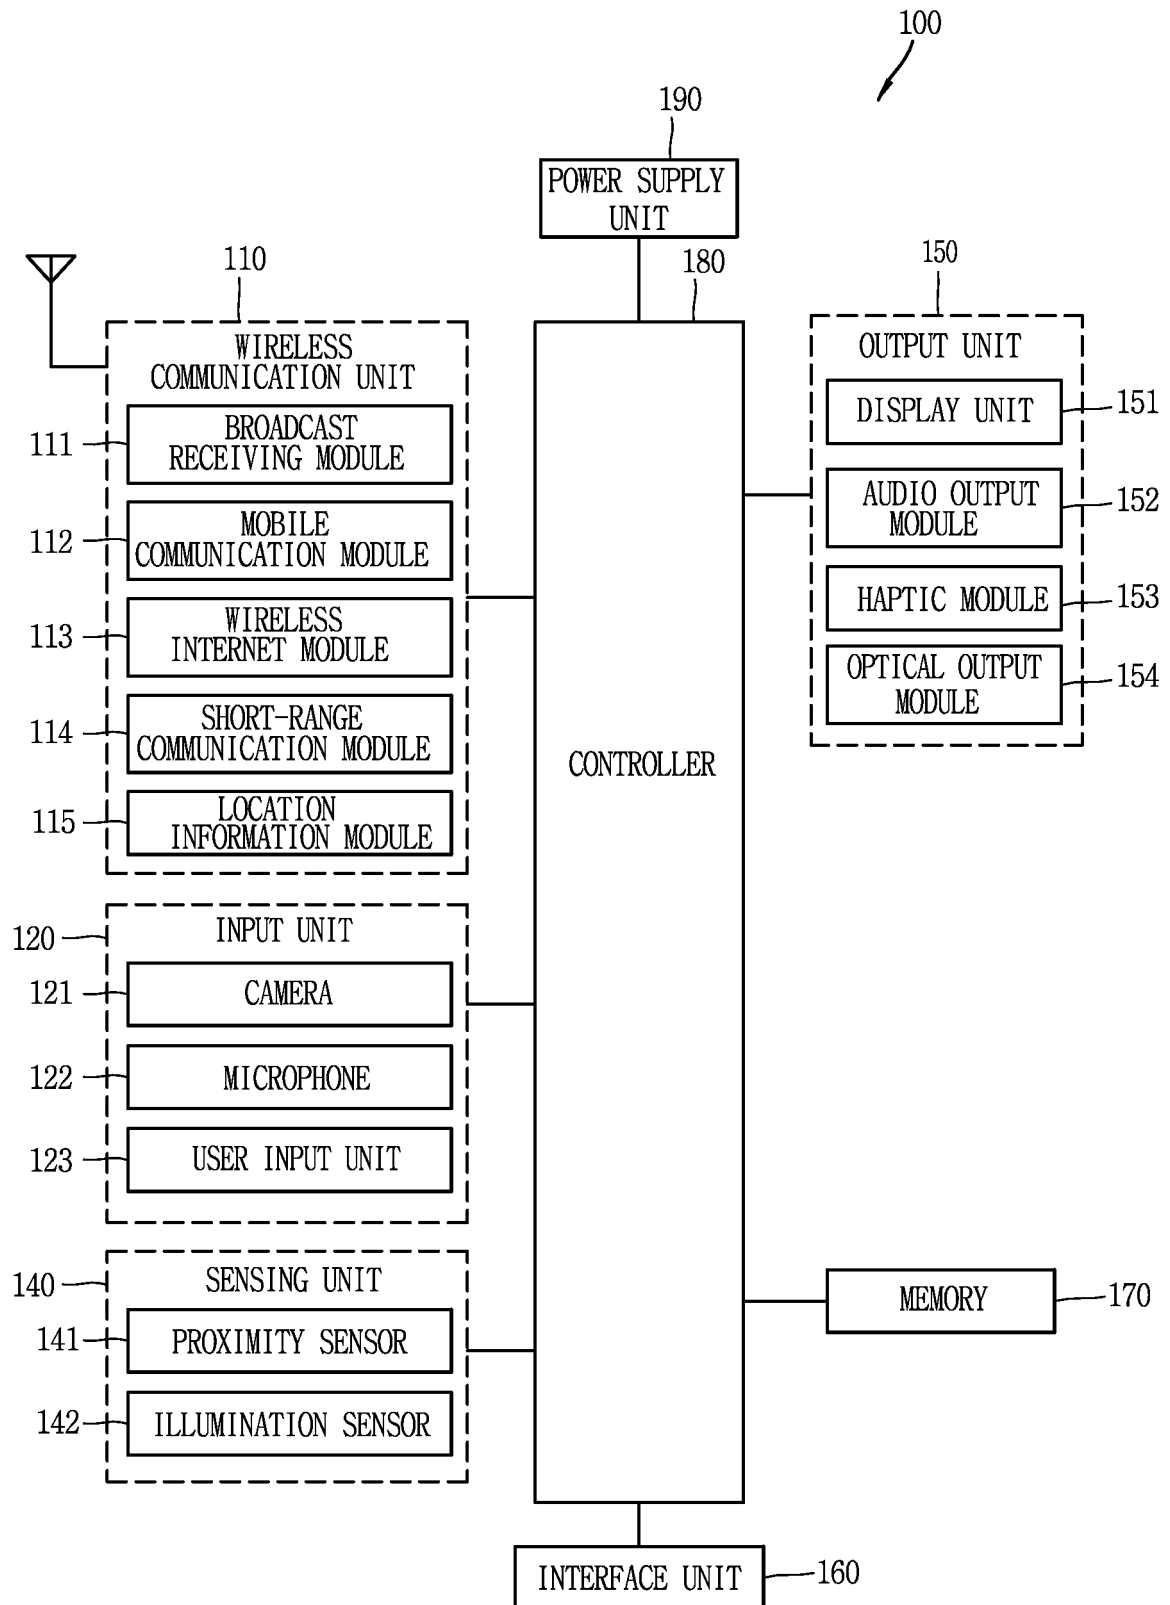 100
190
POWER SUPPLY
UNIT
110
180
150
WIRELESS
COMMUNICATION UNIT
111
BROADCAST
RECEIVING MODULE
112
MOBILE
COMMUNICATION MODULE
113
WIRELESS
INTERNET MODULE
114
SHORT-RANGE
COMMUNICATION MODULE
115
LOCATION
INFORMATION MODULE
120
INPUT UNIT
121
CAMERA
122
MICROPHONE
123
USER INPUT UNIT
140
SENSING UNIT
141
PROXIMITY SENSOR
142
ILLUMINATION SENSOR
CONTROLLER
OUTPUT UNIT
DISPLAY UNIT
151
AUDIO OUTPUT
MODULE
152
HAPTIC MODULE
153
OPTICAL OUTPUT
MODULE
154
MEMORY
170
INTERFACE UNIT
160